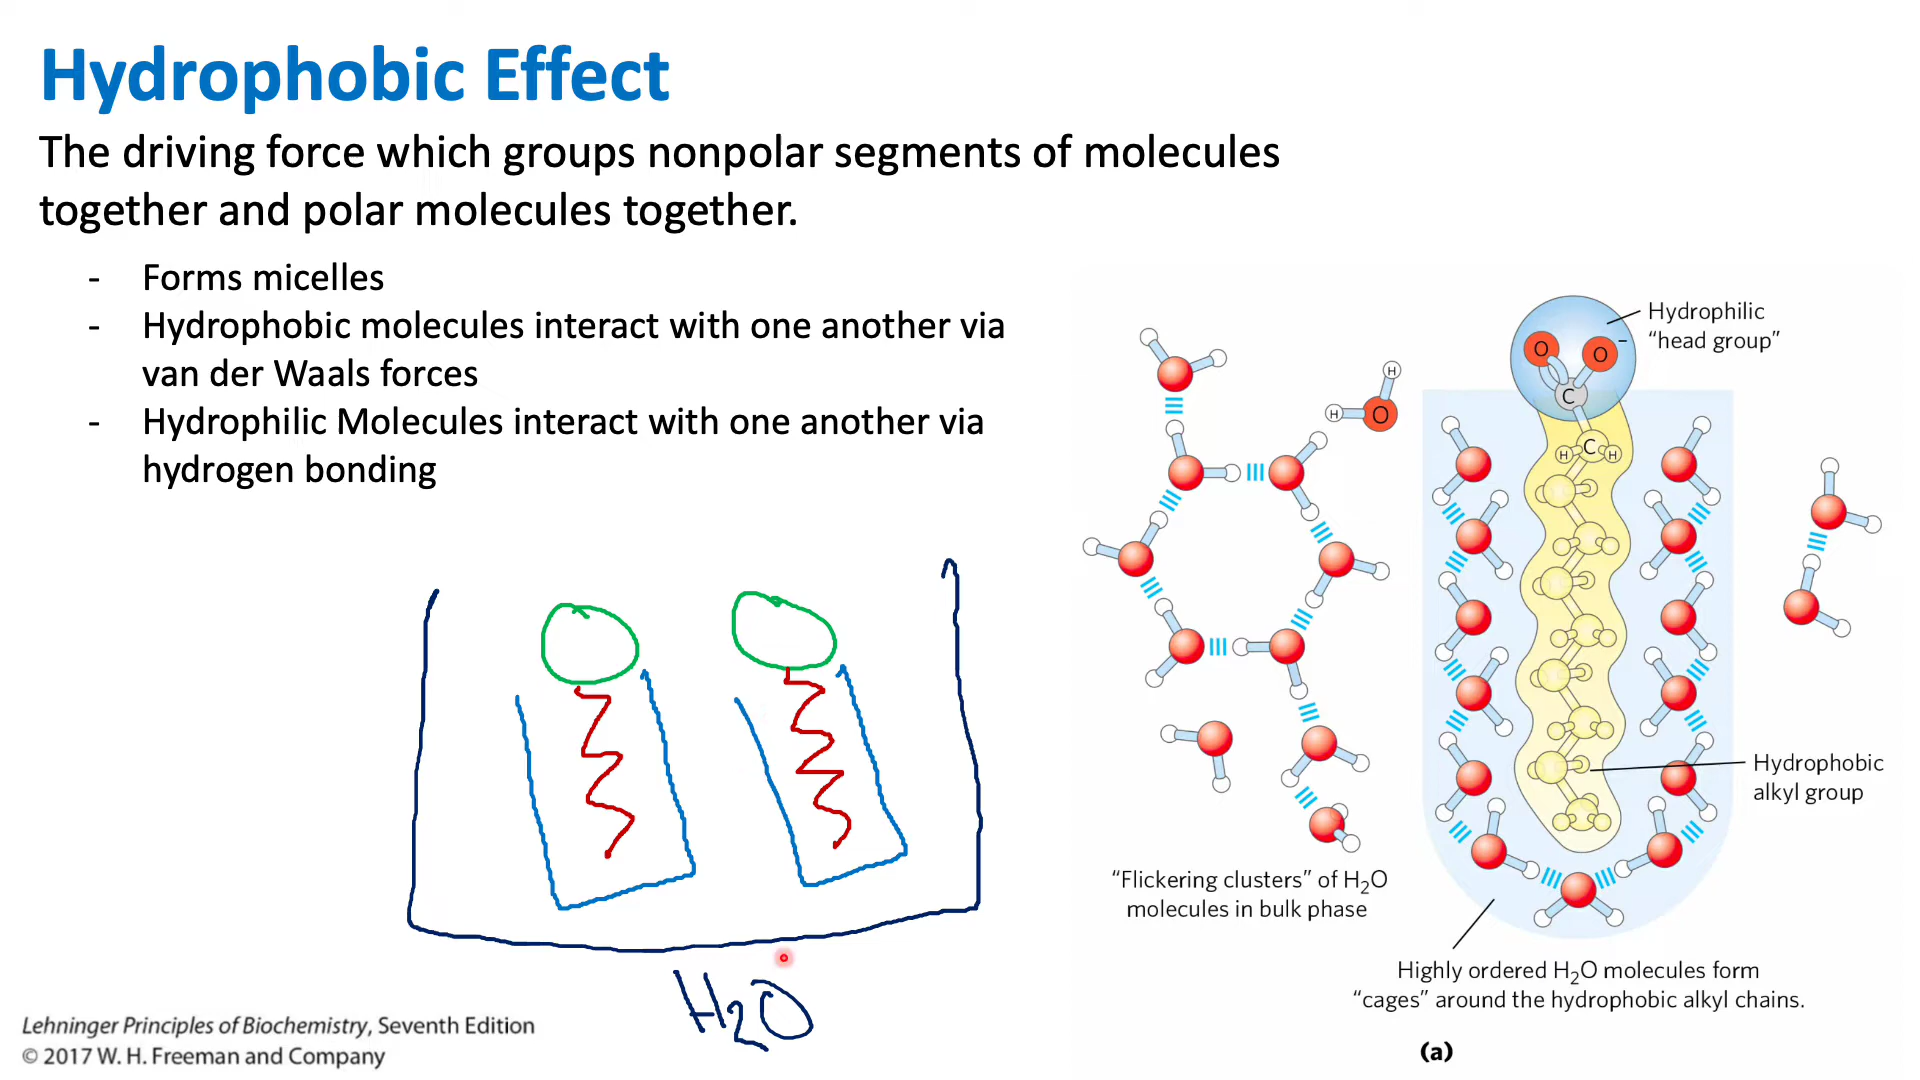 Hydrophobic Effect
The driving force which groups nonpolar segments of molecules
together and polar molecules together.
- Forms micelles
- Hydrophobic molecules interact with one another via
van der Waals forces
- Hydrophilic Molecules interact with one another via
hydrogen bonding
H₂O
Lehninger Principles of Biochemistry, Seventh Edition
© 2017 W. H. Freeman and Company
H
H O
"Flickering clusters" of H₂O
molecules in bulk phase
Hydrophilic
"head group"
O O -
C
H C H
Hydrophobic
alkyl group
Highly ordered H₂O molecules form
"cages" around the hydrophobic alkyl chains.
(a)